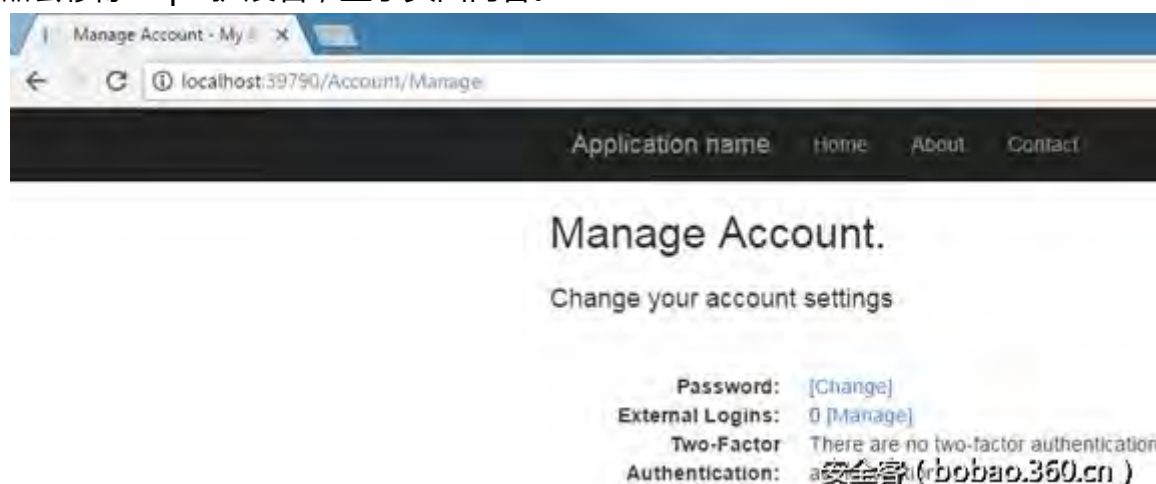 Manage Account - My
localhost:39790/Account/Manage
Application name Home About Contact
Manage Account.
Change your account settings
Password: [Change]
External Logins: 0 [Manage]
Two-Factor There are no two-factor authentication
Authentication:
安全客 ( bobao.360.cn )